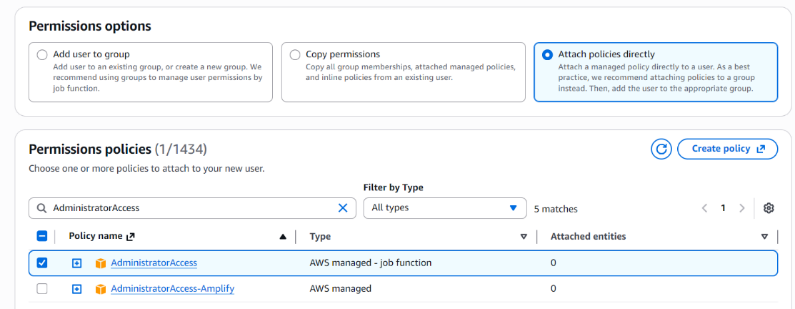 Permissions options
Add user to group
Add user to an existing group, or create a new group. We
recommend using groups to manage user permissions by
job function.
Copy permissions
Copy all group memberships, attached managed policies,
and inline policies from an existing user.
Attach policies directly
Attach a managed policy directly to a user. As a best
practice, we recommend attaching policies to a group
instead. Then, add the user to the appropriate group.
Permissions policies (1/1434)
Create policy
Choose one or more policies to attach to your new user.
Filter by Type
AdministratorAccess
All types
5 matches
1
Policy name
Type
Attached entities
AdministratorAccess
AWS managed - job function
0
AdministratorAccess-Amplify
AWS managed
0